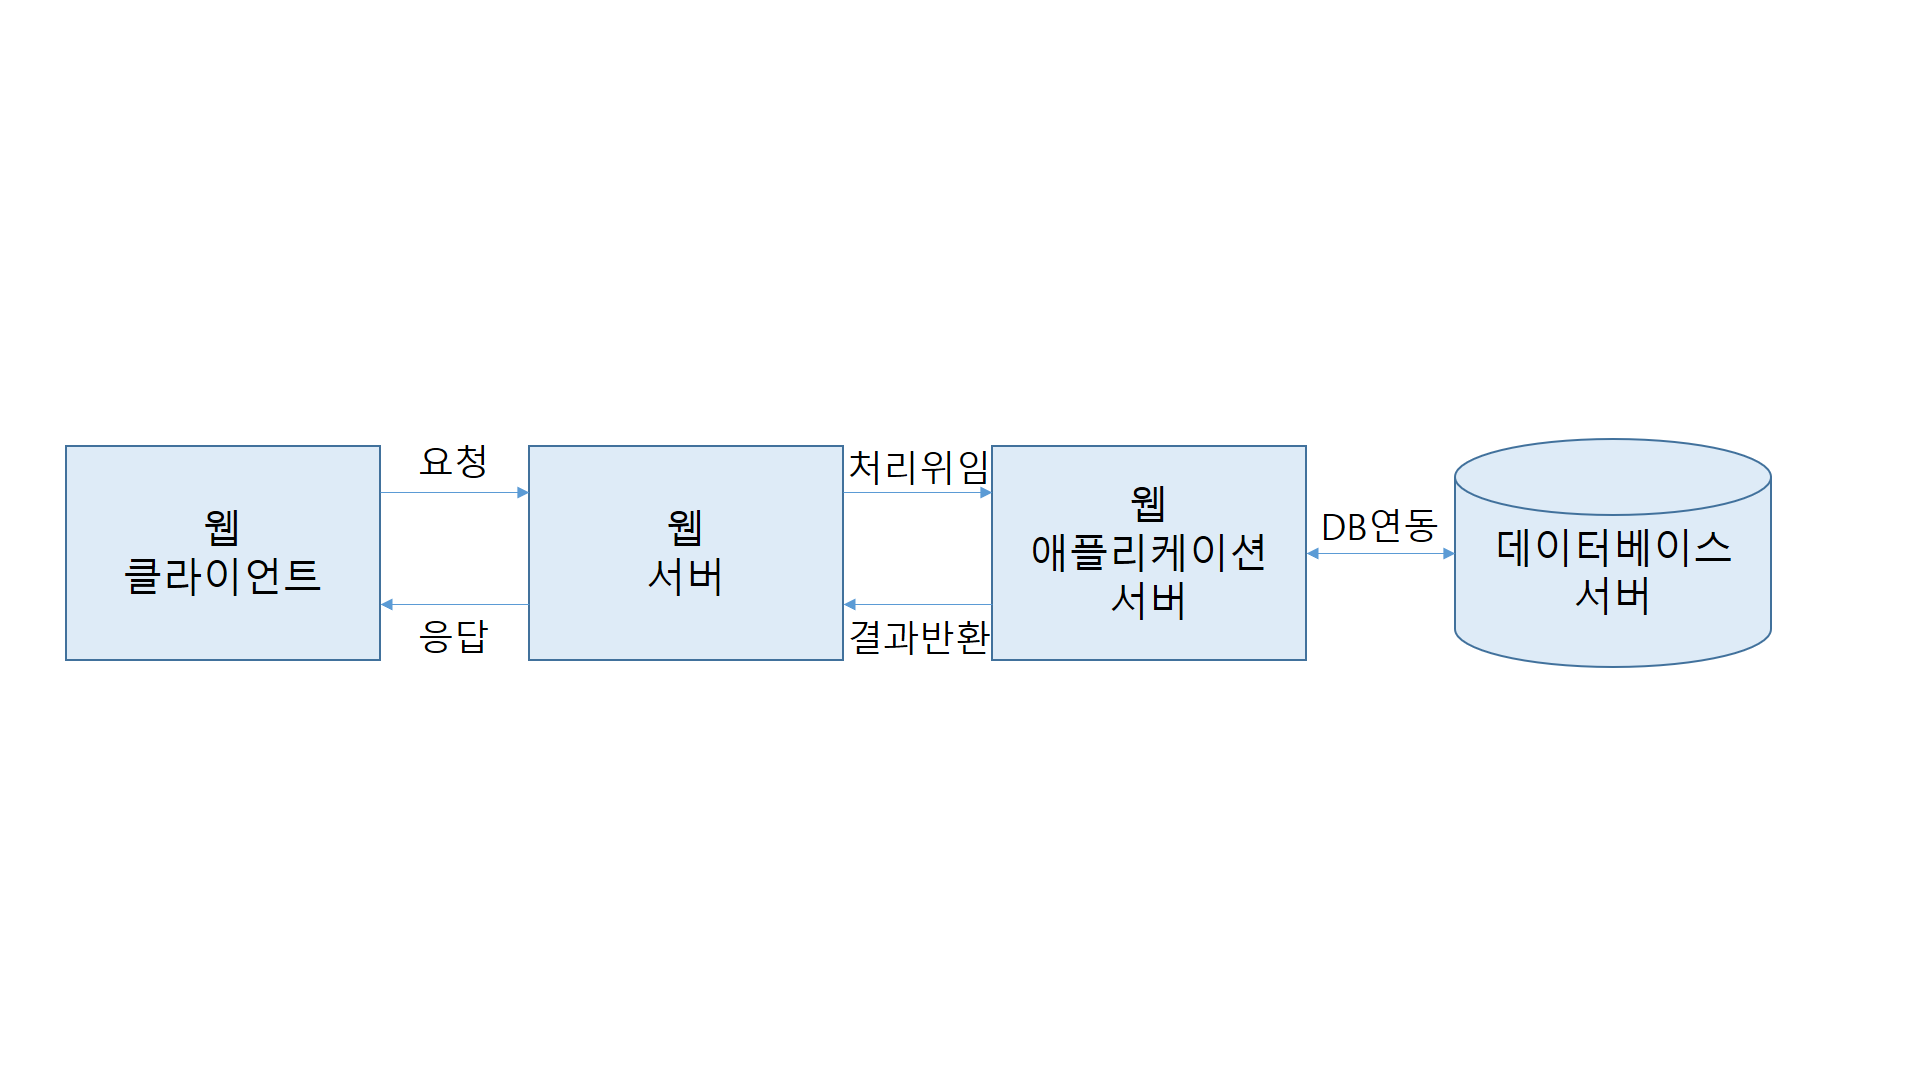 웹
클라이언트
요청
응답
웹
서버
처리위임
결과반환
웹
애플리케이션
서버
DB연동
데이터베이스
서버